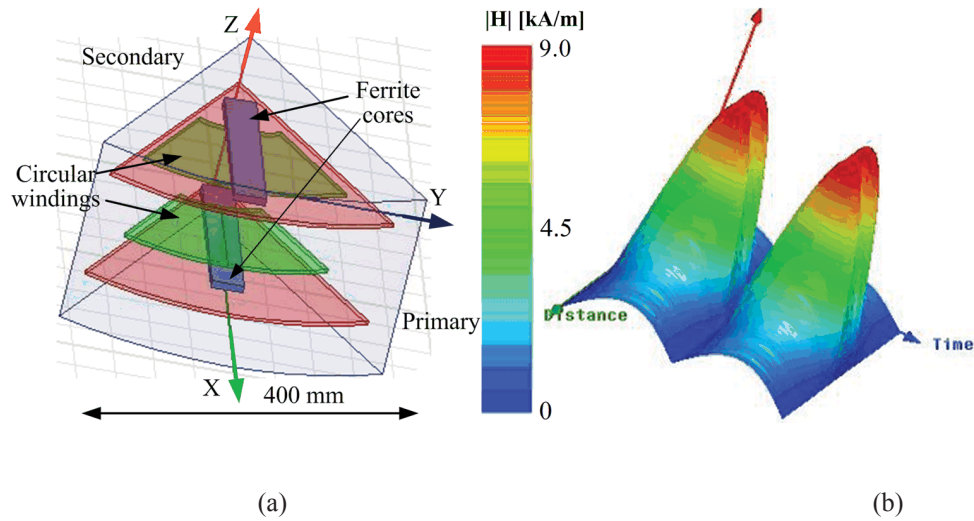 Z
Secondary
Ferrite
cores
Circular
windings
Y
Primary
X
400 mm
(a)
|H| [kA/m]
9.0
4.5
0
Distance
Time
(b)